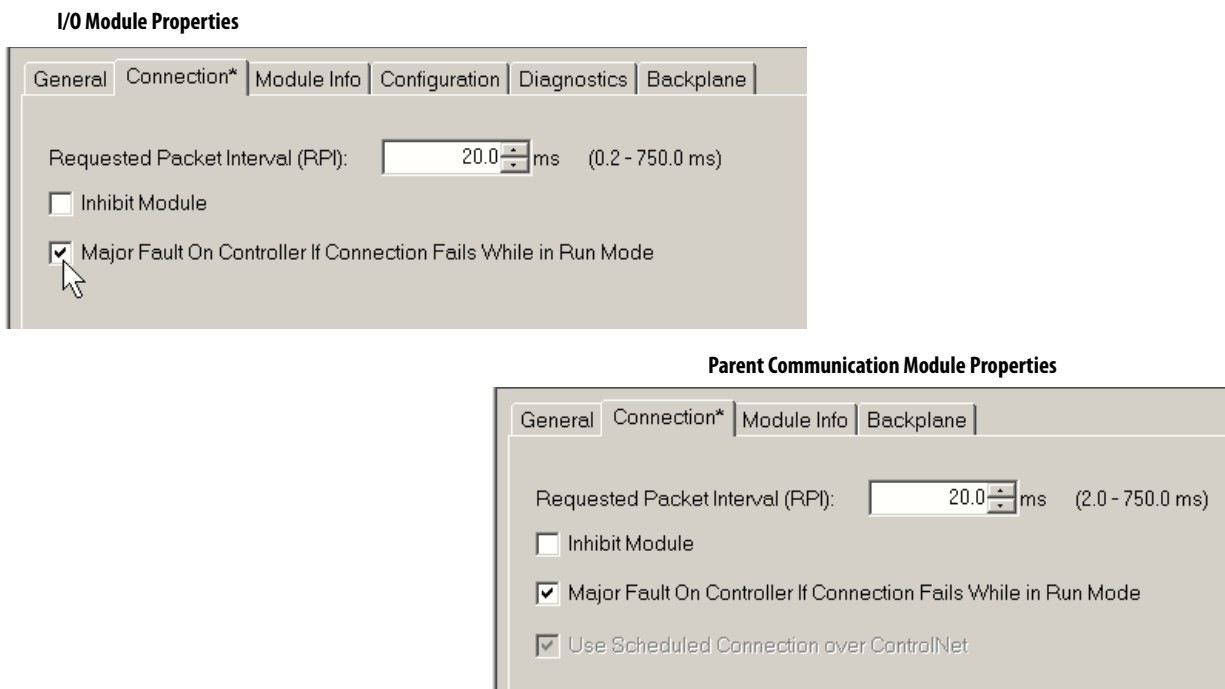 I/O Module Properties
General Connection* Module Info Configuration Diagnostics Backplane
Requested Packet Interval (RPI): 20.0 ms (0.2 - 750.0 ms)
Inhibit Module
Major Fault On Controller If Connection Fails While in Run Mode
Parent Communication Module Properties
General Connection* Module Info Backplane
Requested Packet Interval (RPI): 20.0 ms (2.0 - 750.0 ms)
Inhibit Module
Major Fault On Controller If Connection Fails While in Run Mode
Use Scheduled Connection over ControlNet